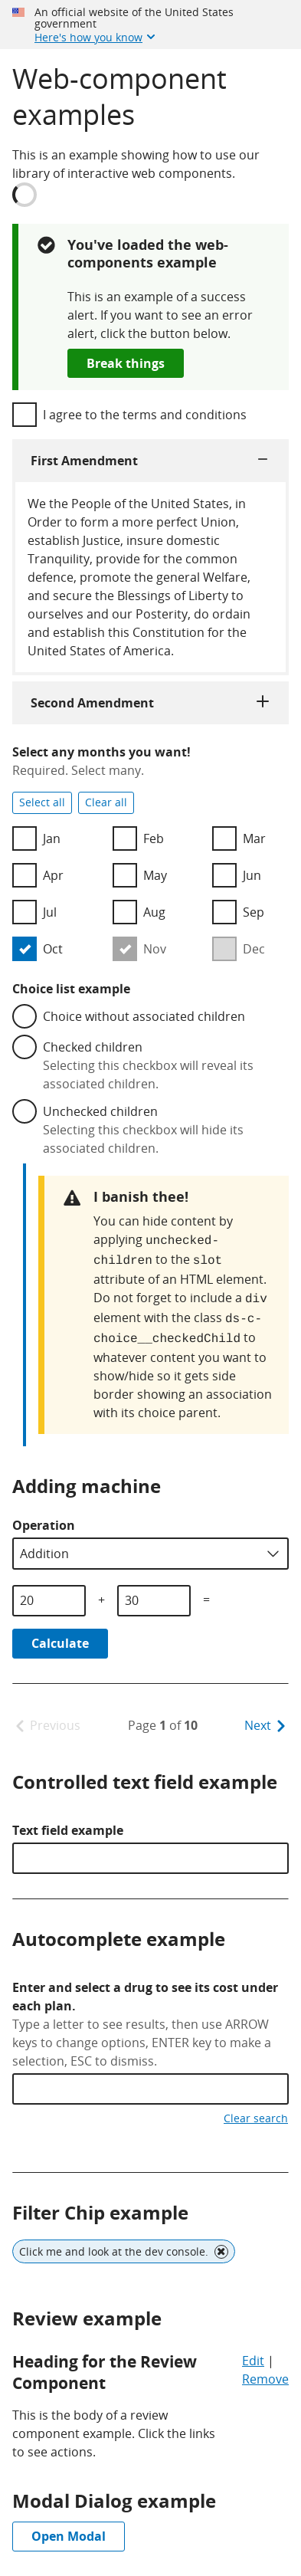 An official website of the United States
government
Here's how you know
Web-component
examples
This is an example showing how to use our
library of interactive web components.
You've loaded the web-
components example
This is an example of a success
alert. If you want to see an error
alert, click the button below.
Break things
I agree to the terms and conditions
First Amendment
We the People of the United States, in
Order to form a more perfect Union,
establish Justice, insure domestic
Tranquility, provide for the common
defence, promote the general Welfare,
and secure the Blessings of Liberty to
ourselves and our Posterity, do ordain
and establish this Constitution for the
United States of America.
Second Amendment
Select any months you want!
Required. Select many.
Select all Clear all
Jan Feb Mar
Apr May Jun
Jul Aug Sep
Oct Nov Dec
Choice list example
Choice without associated children
Checked children
Selecting this checkbox will reveal its
associated children.
Unchecked children
Selecting this checkbox will hide its
associated children.
I banish thee!
You can hide content by
applying unchecked-
children to the slot
attribute of an HTML element.
Do not forget to include a div
element with the class ds-c-
choice__checkedChild to
whatever content you want to
show/hide so it gets side
border showing an association
with its choice parent.
Adding machine
Operation
Addition
20 + 30 =
Calculate
Previous Page 1 of 10 Next
Controlled text field example
Text field example
Autocomplete example
Enter and select a drug to see its cost under
each plan.
Type a letter to see results, then use ARROW
keys to change options, ENTER key to make a
selection, ESC to dismiss.
Clear search
Filter Chip example
Click me and look at the dev console.
Review example
Heading for the Review
Component
Edit |
Remove
This is the body of a review
component example. Click the links
to see actions.
Modal Dialog example
Open Modal